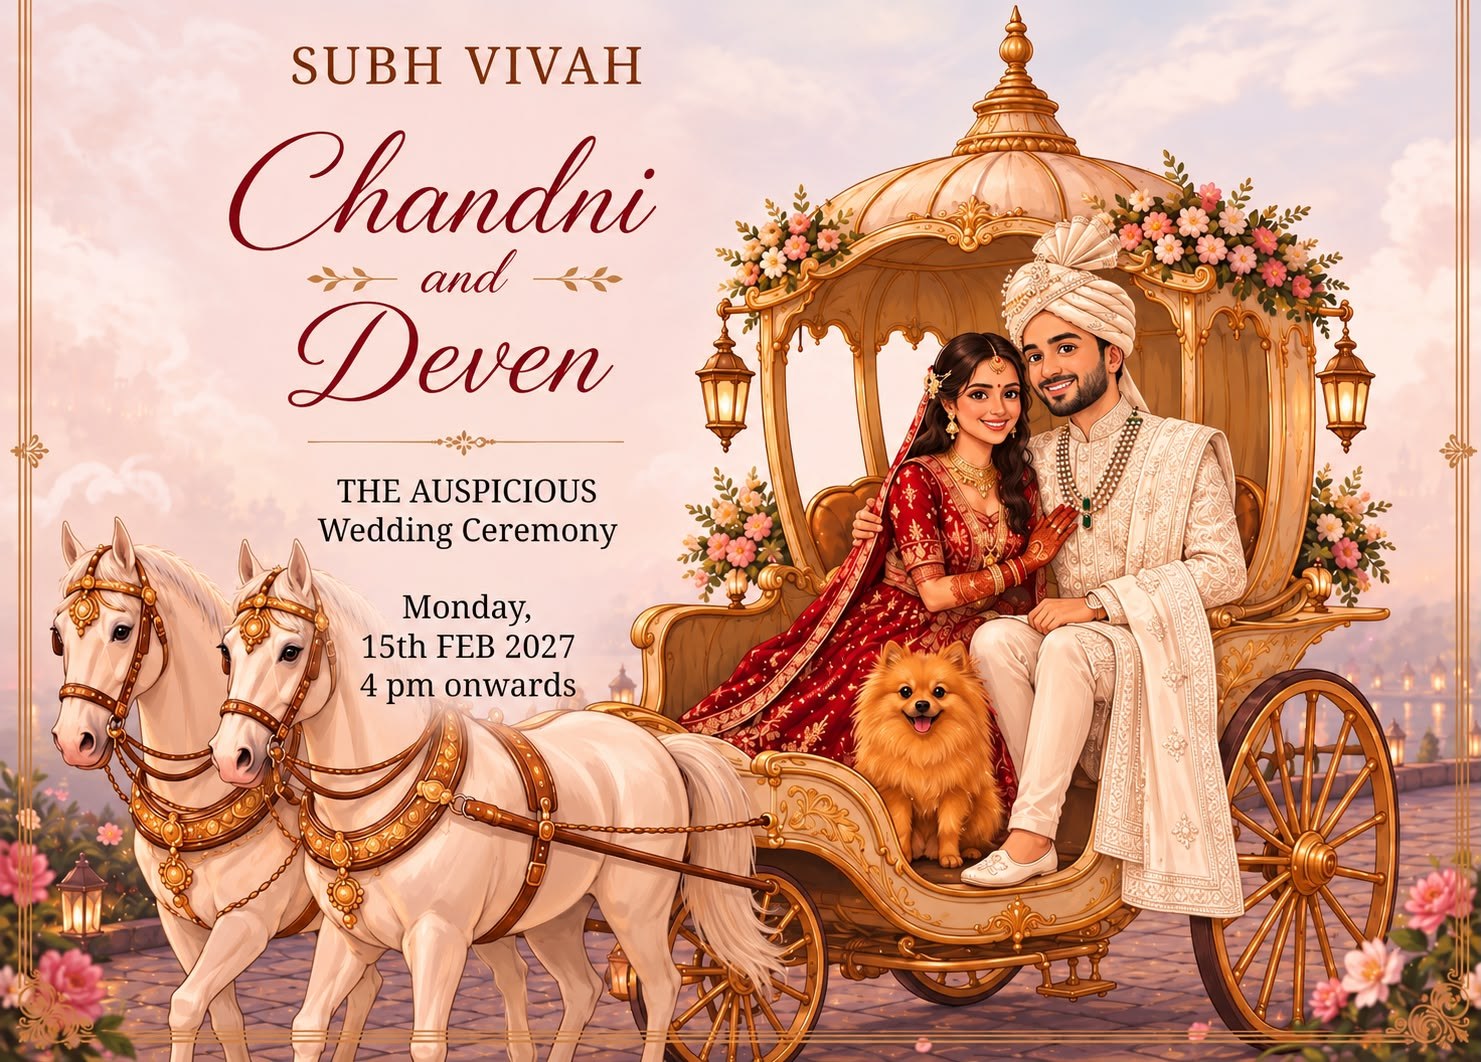 SUBH VIVAH
Chandni
and
Deven
THE AUSPICIOUS
Wedding Ceremony
Monday,
15th FEB 2027
4 pm onwards